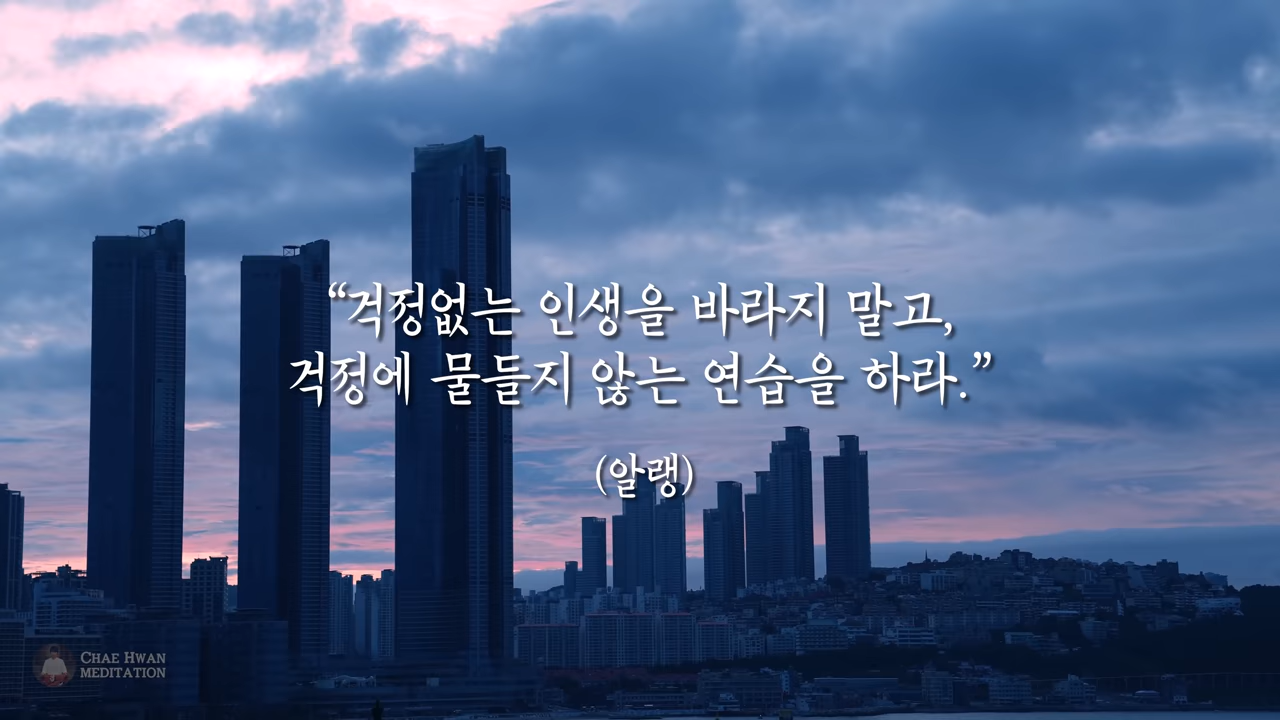 “걱정없는 인생을 바라지 말고,
걱정에 물들지 않는 연습을 하라.”
(알랭)
CHAE HWAN
MEDITATION